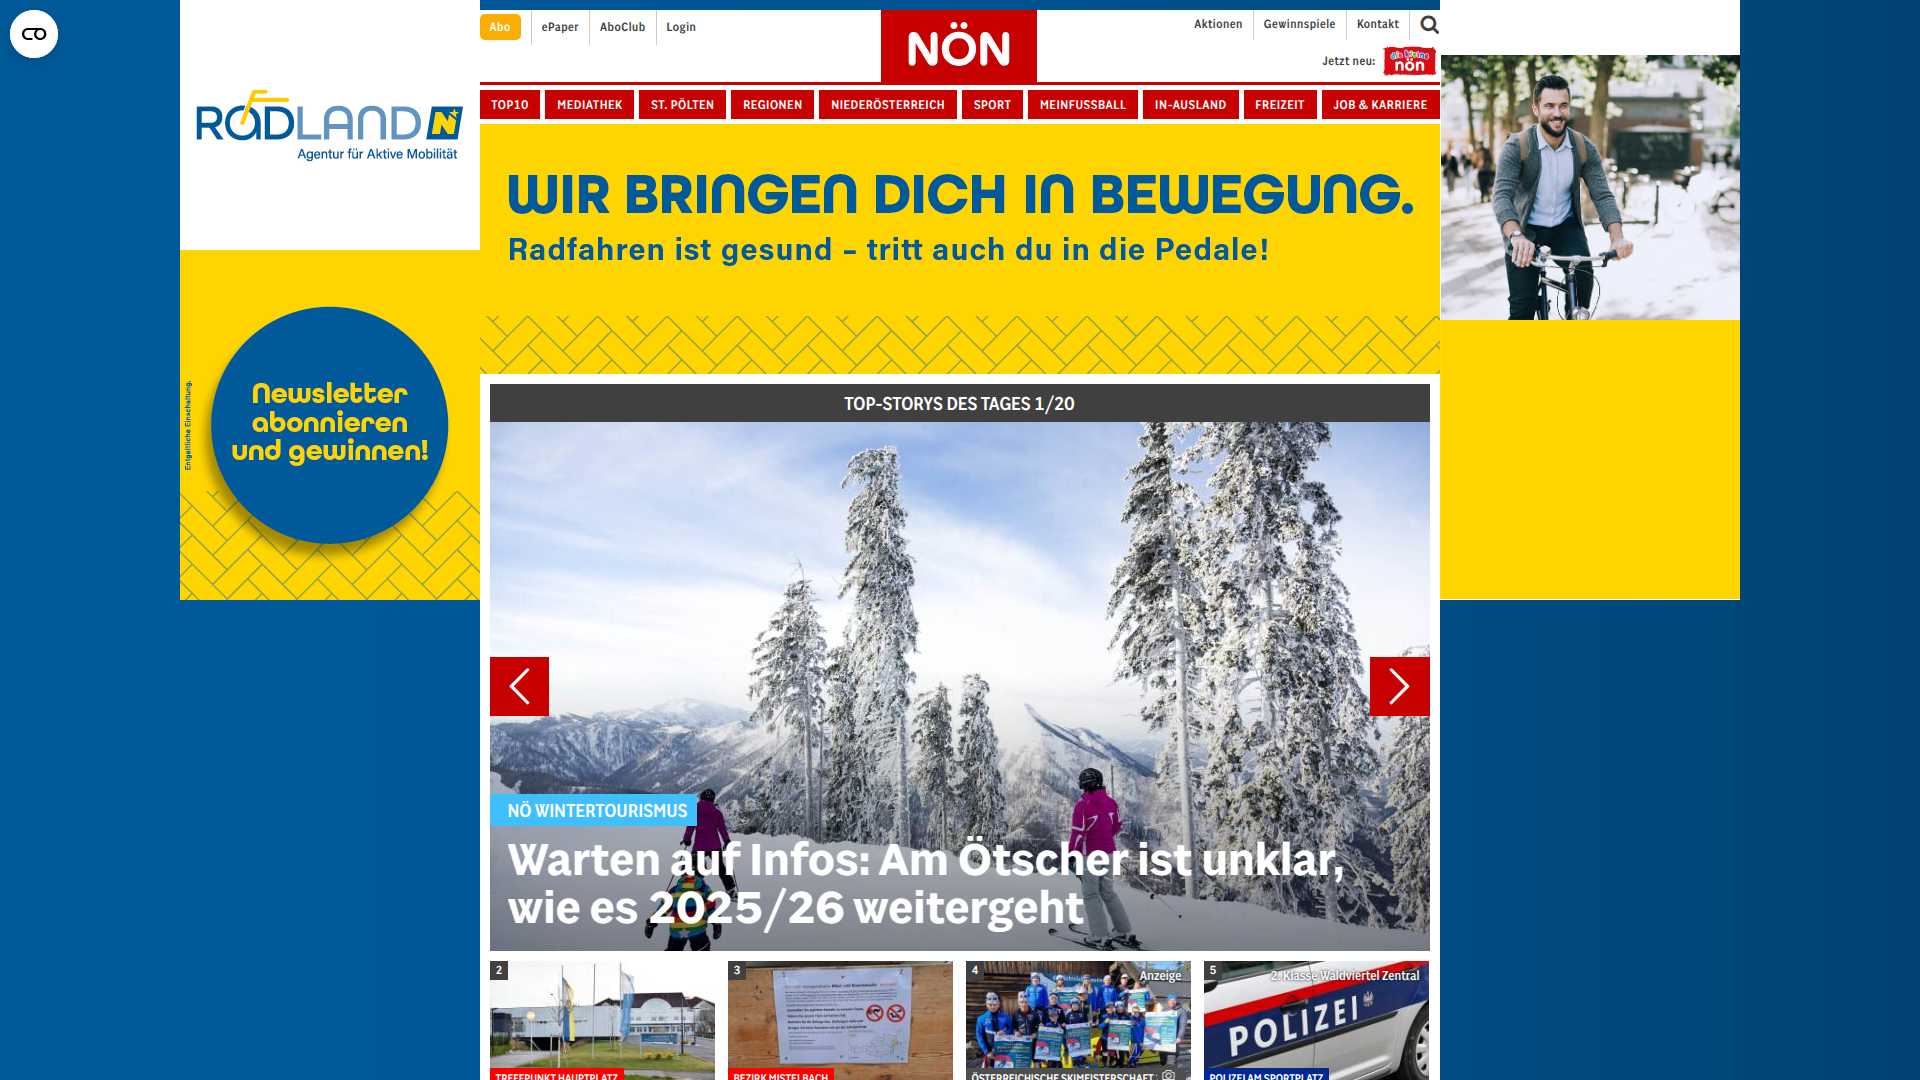 Abo
ePaper
AboClub
Login
NÖN
Aktionen
Gewinnspiele
Kontakt
Jetzt neu:
die kleine
nön
TOP10
MEDIATHEK
ST. PÖLTEN
REGIONEN
NIEDERÖSTERREICH
SPORT
MEINFUSSBALL
IN-AUSLAND
FREIZEIT
JOB & KARRIERE
RADLAND N
Agentur für Aktive Mobilität
WIR BRINGEN DICH IN BEWEGUNG.
Radfahren ist gesund – tritt auch du in die Pedale!
Newsletter
abonnieren
und gewinnen!
Entgeltliche Einschaltung.
TOP-STORYS DES TAGES 1/20
NÖ WINTERTOURISMUS
Warten auf Infos: Am Ötscher ist unklar,
wie es 2025/26 weitergeht
2
3
4
Anzeige
5
2. Klasse Waldviertel Zentral
POLIZEI
TREFFPUNKT HAUPTPLATZ
BEZIRK MISTELBACH
ÖSTERREICHISCHE SKIMEISTERSCHAFT
POLIZEI AM SPORTPLATZ